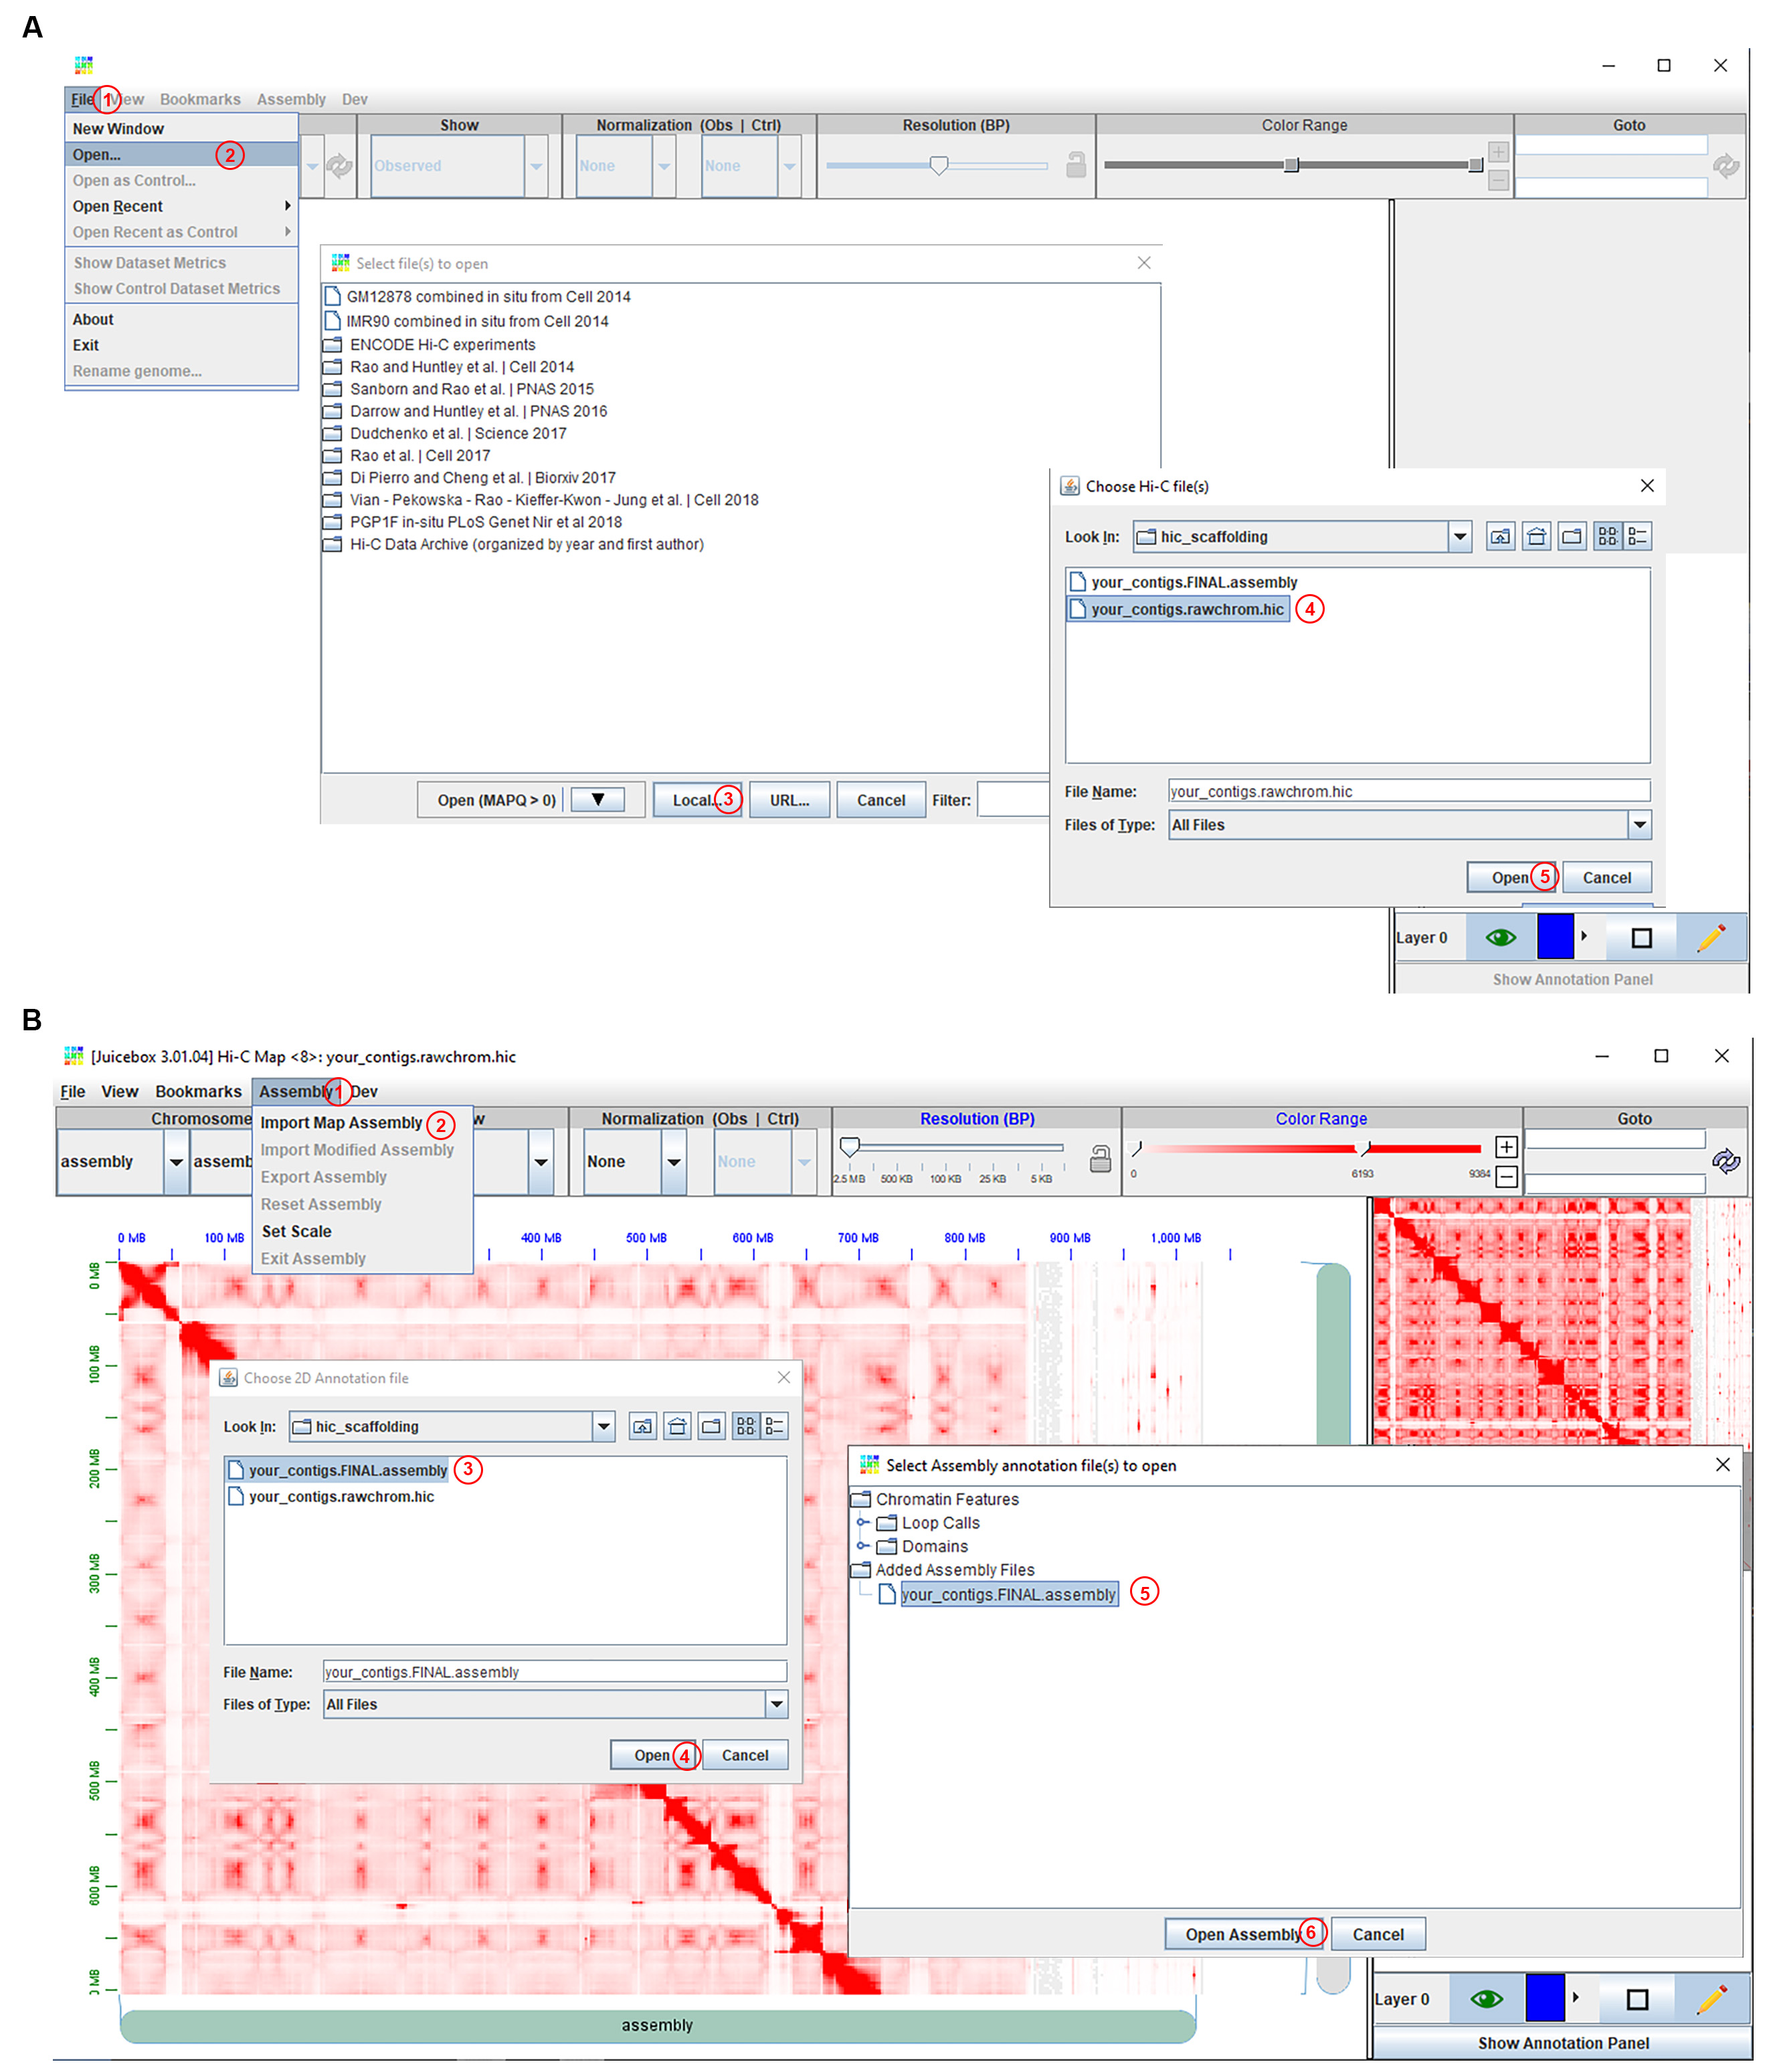 A
File 1 View Bookmarks Assembly Dev
New Window
Open... 2
Open as Control...
Open Recent
Open Recent as Control
Show Dataset Metrics
Show Control Dataset Metrics
About
Exit
Rename genome...
Show Normalization (Obs | Ctrl) Resolution (BP) Color Range Goto
Observed None None
Select file(s) to open
GM12878 combined in situ from Cell 2014
IMR90 combined in situ from Cell 2014
ENCODE Hi-C experiments
Rao and Huntley et al. | Cell 2014
Sanborn and Rao et al. | PNAS 2015
Darrow and Huntley et al. | PNAS 2016
Dudchenko et al. | Science 2017
Rao et al. | Cell 2017
Di Pierro and Cheng et al. | Biorxiv 2017
Vian - Pekowska - Rao - Kieffer-Kwon - Jung et al. | Cell 2018
PGP1F in-situ PLoS Genet Nir et al 2018
Hi-C Data Archive (organized by year and first author)
Open (MAPQ > 0) Local... 3 URL... Cancel Filter:
Choose Hi-C file(s)
Look In: hic_scaffolding
your_contigs.FINAL.assembly
your_contigs.rawchrom.hic 4
File Name: your_contigs.rawchrom.hic
Files of Type: All Files
Open 5 Cancel
Layer 0
Show Annotation Panel
B
[Juicebox 3.01.04] Hi-C Map <8>: your_contigs.rawchrom.hic
File View Bookmarks Assembly 1 Dev
Chromosome w Normalization (Obs | Ctrl) Resolution (BP) Color Range Goto
assembly assemb None None
2.5 MB 500 KB 100 KB 25 KB 5 KB
0 6193 9384
Import Map Assembly 2
Import Modified Assembly
Export Assembly
Reset Assembly
Set Scale
Exit Assembly
0 MB 100 MB 400 MB 500 MB 600 MB 700 MB 800 MB 900 MB 1,000 MB
0 MB
100 MB
200 MB
300 MB
400 MB
500 MB
600 MB
MB
Choose 2D Annotation file
Look In: hic_scaffolding
your_contigs.FINAL.assembly 3
your_contigs.rawchrom.hic
File Name: your_contigs.FINAL.assembly
Files of Type: All Files
Open 4 Cancel
Select Assembly annotation file(s) to open
Chromatin Features
Loop Calls
Domains
Added Assembly Files
your_contigs.FINAL.assembly 5
Open Assembly 6 Cancel
assembly
Layer 0
Show Annotation Panel